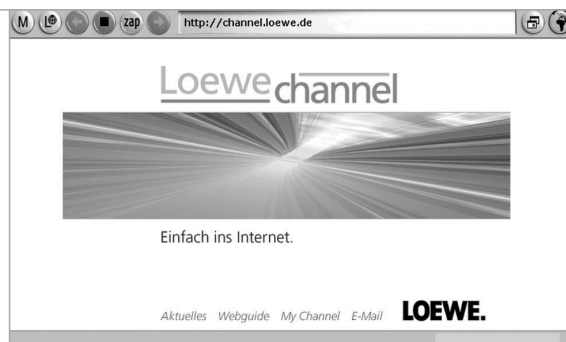 M L zap http://channel.loewe.de
Loewe channel
Einfach ins Internet.
Aktuelles Webguide My Channel E-Mail LOEWE.